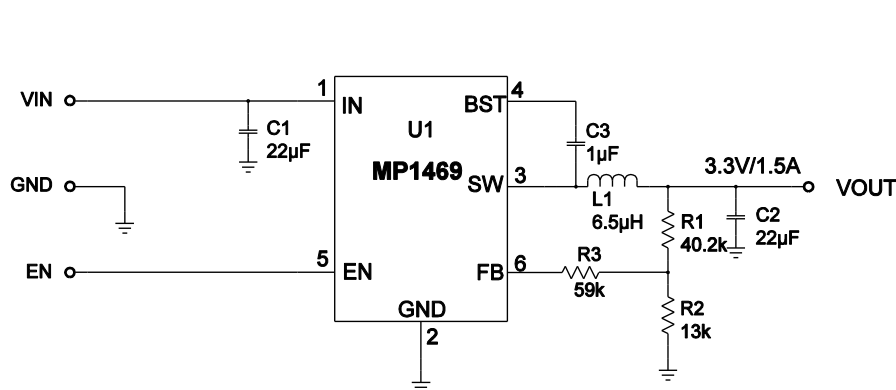 VIN
1
IN
C1
22µF
GND
EN
5
EN
U1
MP1469
BST
4
SW
3
FB
6
GND
2
C3
1µF
L1
6.5µH
3.3V/1.5A
VOUT
R1
40.2k
C2
22µF
R3
59k
R2
13k